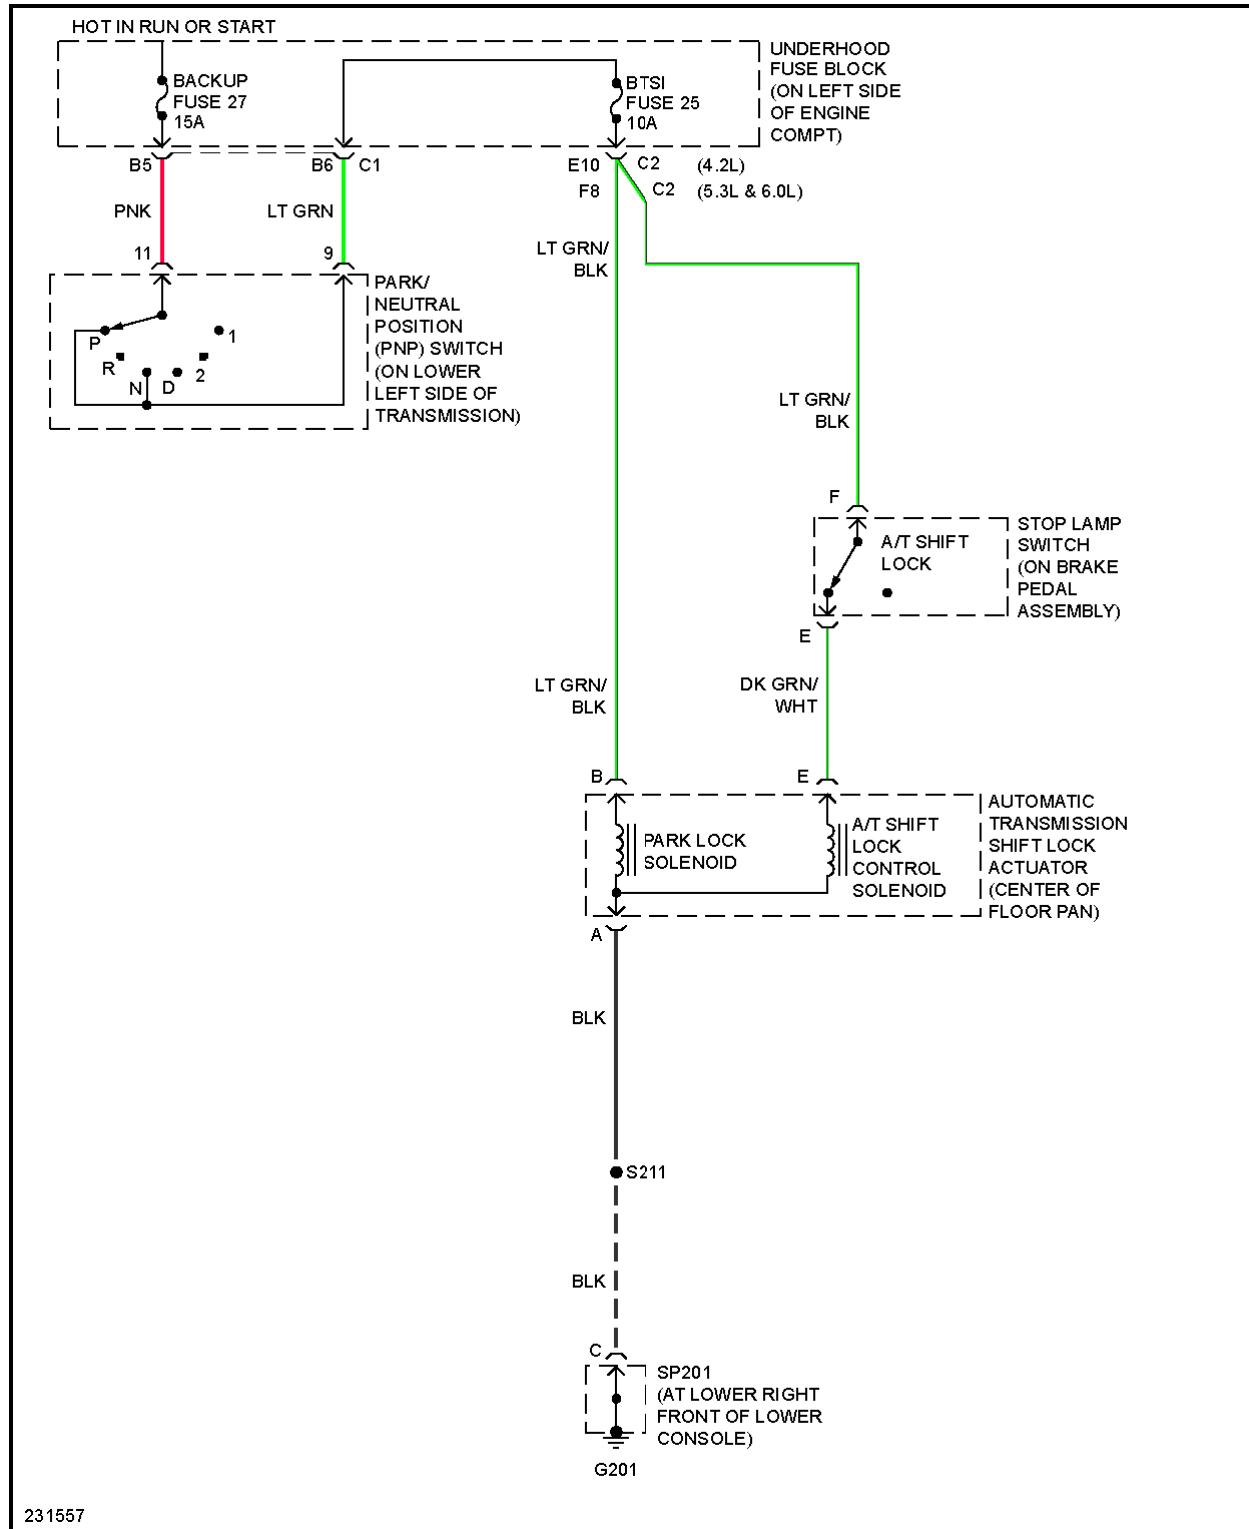 HOT IN RUN OR START
BACKUP
FUSE 27
15A
BTSI
FUSE 25
10A
UNDERHOOD
FUSE BLOCK
(ON LEFT SIDE
OF ENGINE
COMPT)
B5
B6
C1
E10
C2
(4.2L)
F8
C2
(5.3L & 6.0L)
PNK
LT GRN
LT GRN/
BLK
11
9
PARK/
NEUTRAL
POSITION
(PNP) SWITCH
(ON LOWER
LEFT SIDE OF
TRANSMISSION)
P
R
N
D
2
1
LT GRN/
BLK
F
A/T SHIFT
LOCK
STOP LAMP
SWITCH
(ON BRAKE
PEDAL
ASSEMBLY)
E
LT GRN/
BLK
DK GRN/
WHT
B
E
PARK LOCK
SOLENOID
A/T SHIFT
LOCK
CONTROL
SOLENOID
AUTOMATIC
TRANSMISSION
SHIFT LOCK
ACTUATOR
(CENTER OF
FLOOR PAN)
A
BLK
S211
BLK
C
SP201
(AT LOWER RIGHT
FRONT OF LOWER
CONSOLE)
G201
231557